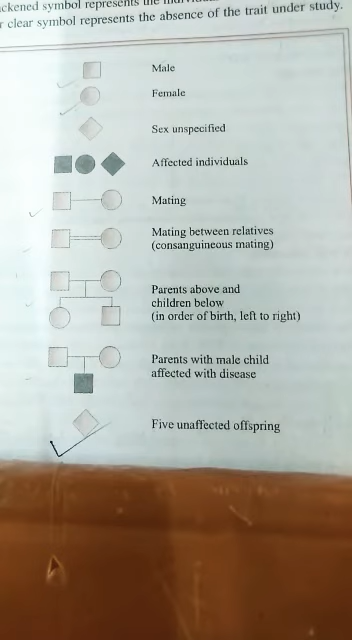 ckened symbol represents the
r clear symbol represents the absence of the trait under study.
Male
Female
Sex unspecified
Affected individuals
Mating
Mating between relatives
(consanguineous mating)
Parents above and
children below
(in order of birth, left to right)
Parents with male child
affected with disease
Five unaffected offspring